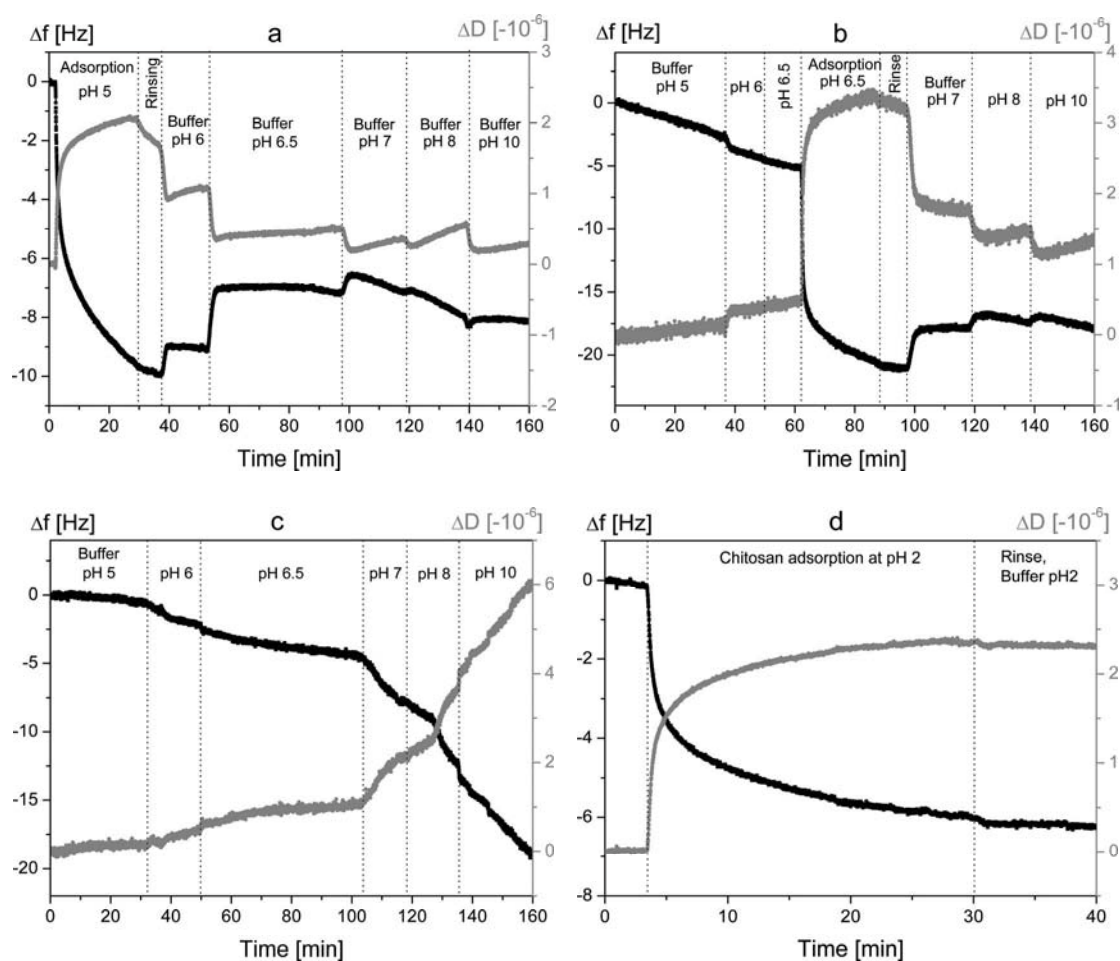 Δf [Hz] a ΔD [-10⁻⁶]
Adsorption
pH 5
Rinsing
Buffer
pH 6
Buffer
pH 6.5
Buffer
pH 7
Buffer
pH 8
Buffer
pH 10
0
-2
-4
-6
-8
-10
3
2
1
0
-1
-2
0 20 40 60 80 100 120 140 160
Time [min]
Δf [Hz] b ΔD [-10⁻⁶]
Buffer
pH 5
pH 6
pH 6.5
Adsorption
pH 6.5
Rinse
Buffer
pH 7
pH 8
pH 10
0
-5
-10
-15
-20
4
3
2
1
0
-1
0 20 40 60 80 100 120 140 160
Time [min]
Δf [Hz] c ΔD [-10⁻⁶]
Buffer
pH 5
pH 6
pH 6.5
pH 7
pH 8
pH 10
0
-5
-10
-15
-20
6
4
2
0
0 20 40 60 80 100 120 140 160
Time [min]
Δf [Hz] d ΔD [-10⁻⁶]
Chitosan adsorption at pH 2
Rinse,
Buffer pH2
0
-2
-4
-6
-8
3
2
1
0
0 10 20 30 40
Time [min]